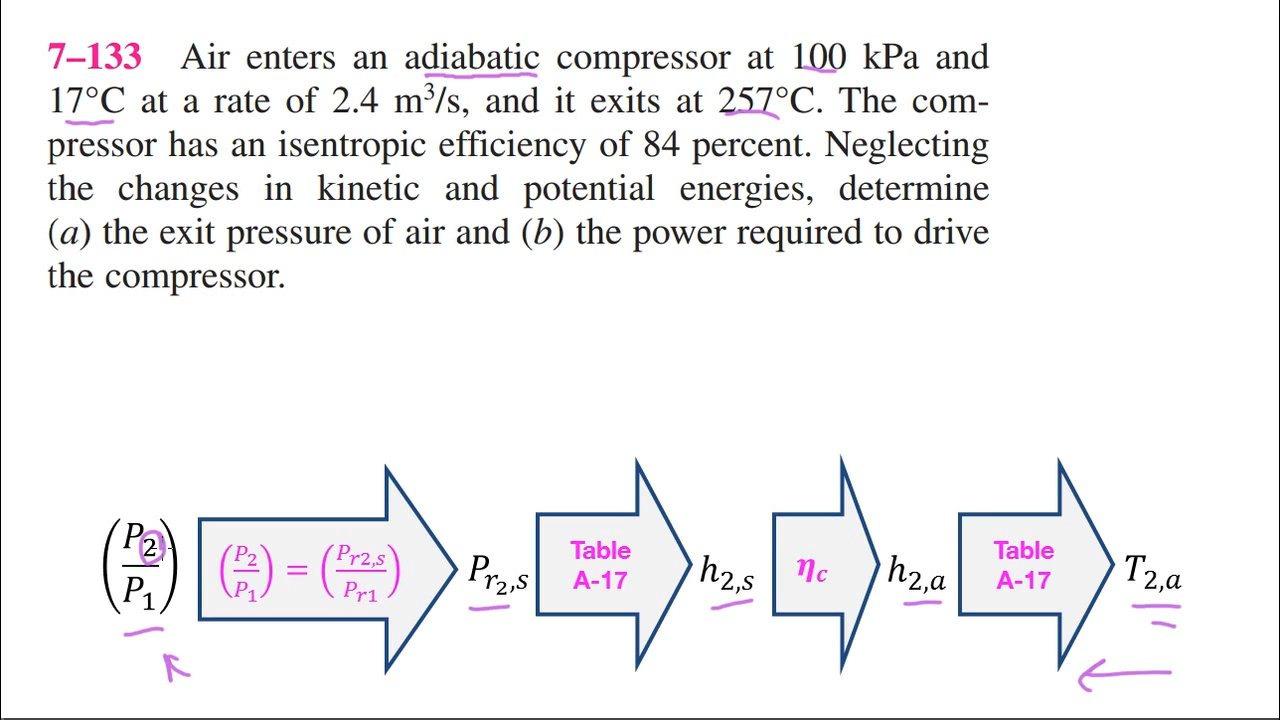 7–133 Air enters an adiabatic compressor at 100 kPa and
17°C at a rate of 2.4 m³/s, and it exits at 257°C. The com-
pressor has an isentropic efficiency of 84 percent. Neglecting
the changes in kinetic and potential energies, determine
(a) the exit pressure of air and (b) the power required to drive
the compressor.
(P₂/P₁) (P₂/P₁) = (Pr2,s/Pr1) Pr₂,s Table A-17 h₂,s ηc h₂,a Table A-17 T₂,a